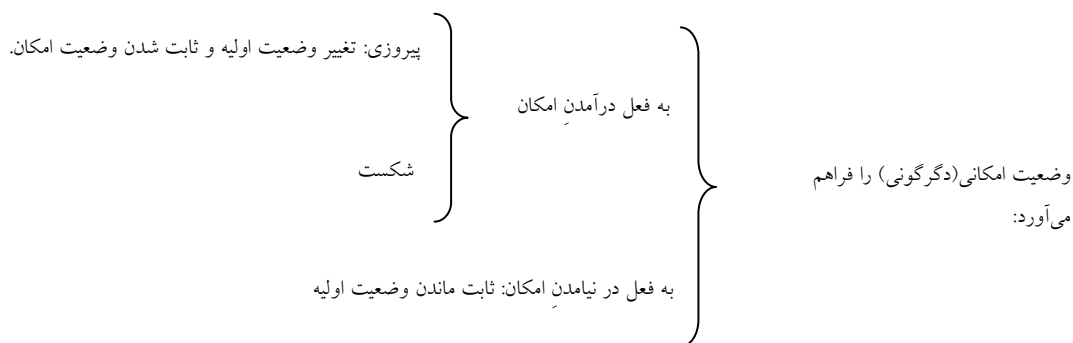 وضعیت امکانی(دگرگونی) را فراهم
می‌آورد:
به فعل درآمدنِ امکان
پیروزی: تغییر وضعیت اولیه و ثابت شدن وضعیت امکان.
شکست
به فعل در نیامدنِ امکان: ثابت ماندن وضعیت اولیه